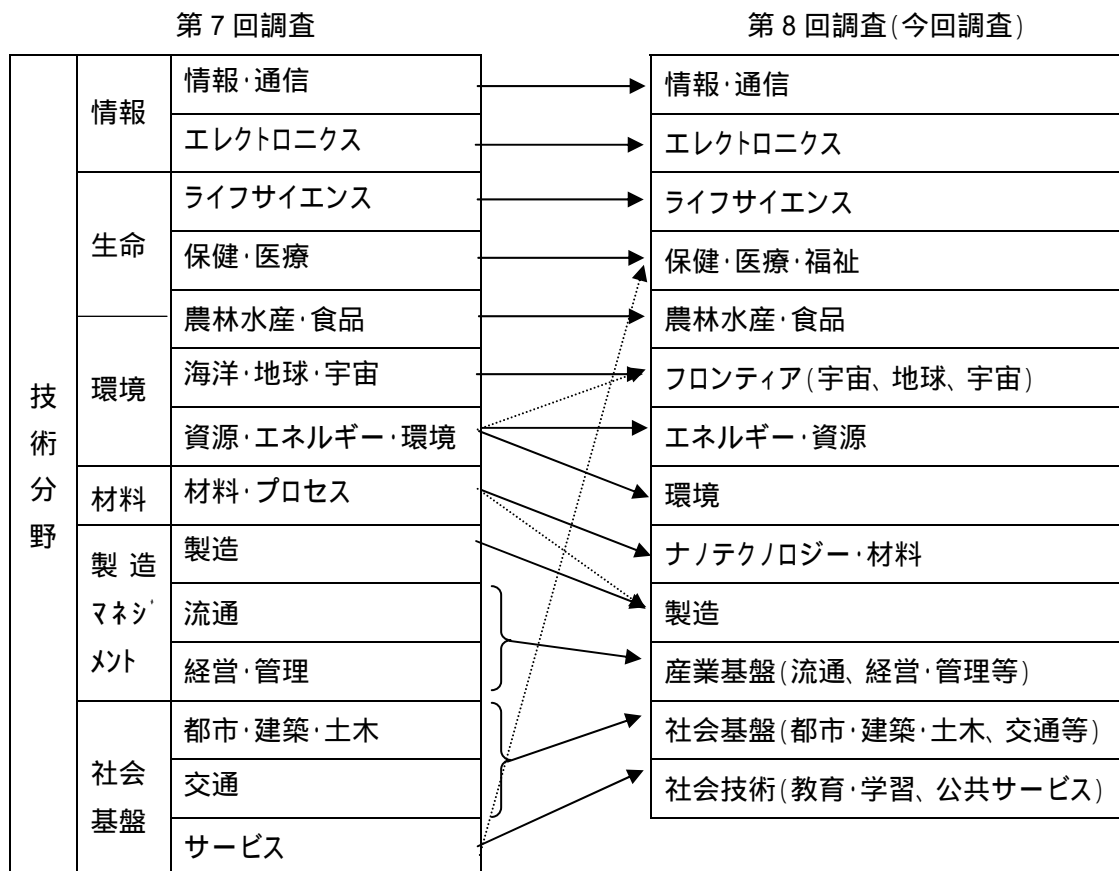 第7回調査
第8回調査(今回調査)
技術分野
情報
情報・通信
エレクトロニクス
生命
ライフサイエンス
保健・医療
農林水産・食品
環境
海洋・地球・宇宙
資源・エネルギー・環境
材料
材料・プロセス
製造
マネジ
メント
製造
流通
経営・管理
社会
基盤
都市・建築・土木
交通
サービス
情報・通信
エレクトロニクス
ライフサイエンス
保健・医療・福祉
農林水産・食品
フロンティア(宇宙、地球、宇宙)
エネルギー・資源
環境
ナノテクノロジー・材料
製造
産業基盤(流通、経営・管理等)
社会基盤(都市・建築・土木、交通等)
社会技術(教育・学習、公共サービス)